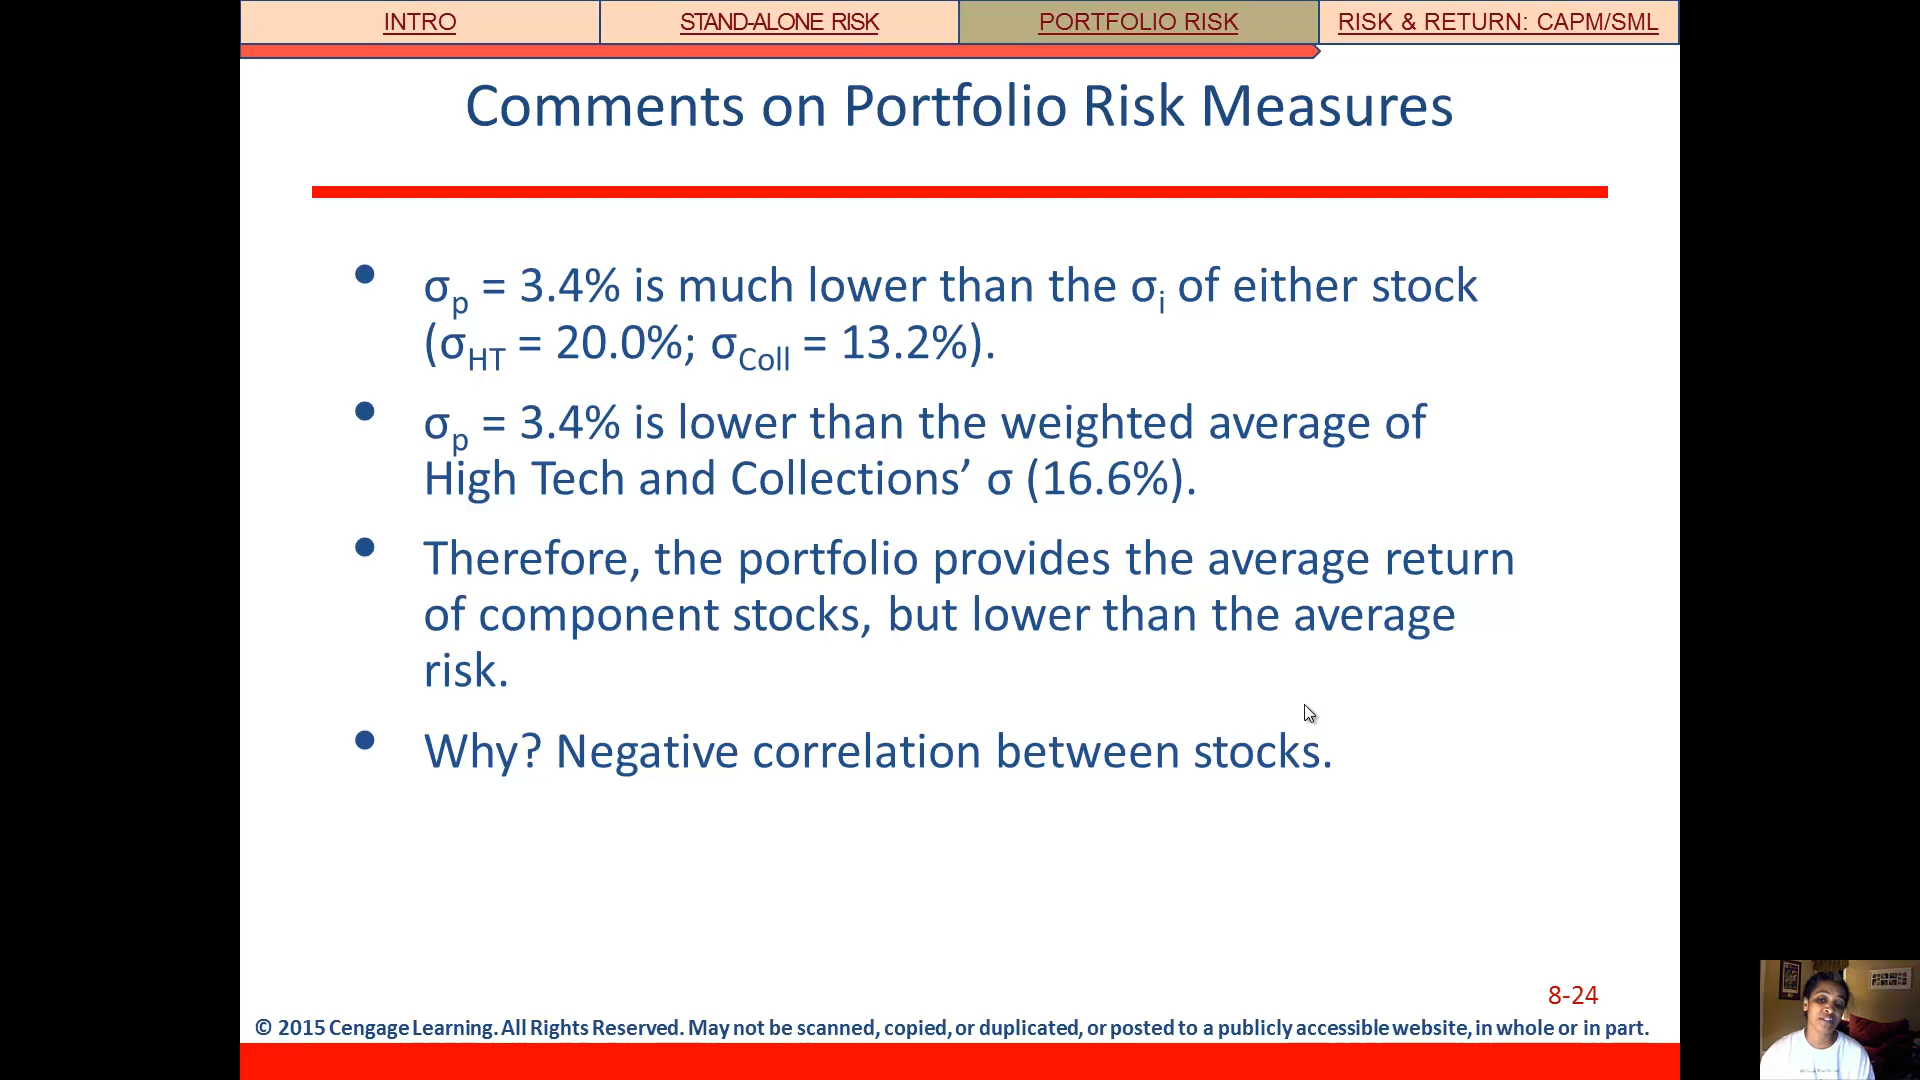 INTRO
STAND-ALONE RISK
PORTFOLIO RISK
RISK & RETURN: CAPM/SML
Comments on Portfolio Risk Measures
• σp = 3.4% is much lower than the σi of either stock
(σHT = 20.0%; σColl = 13.2%).
• σp = 3.4% is lower than the weighted average of
High Tech and Collections’ σ (16.6%).
• Therefore, the portfolio provides the average return
of component stocks, but lower than the average
risk.
• Why? Negative correlation between stocks.
8-24
© 2015 Cengage Learning. All Rights Reserved. May not be scanned, copied, or duplicated, or posted to a publicly accessible website, in whole or in part.